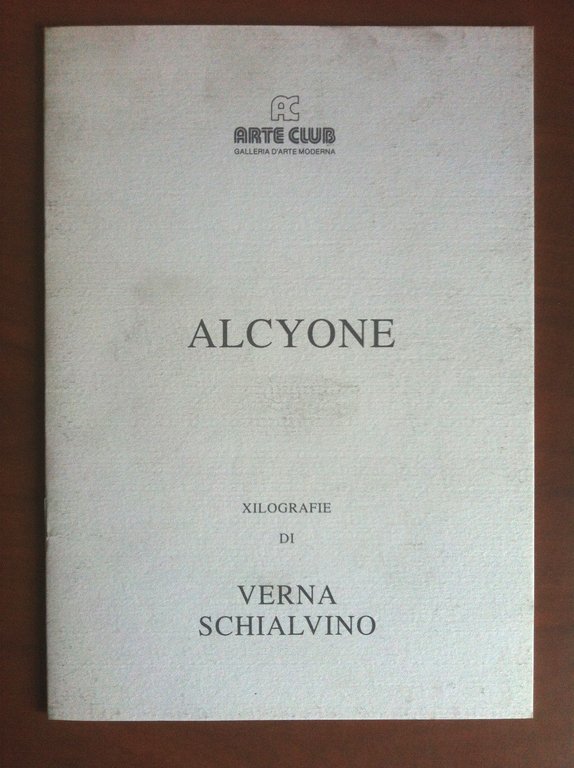 AC
ARTE CLUB
GALLERIA D'ARTE MODERNA
ALCYONE
XILOGRAFIE
DI
VERNA
SCHIALVINO